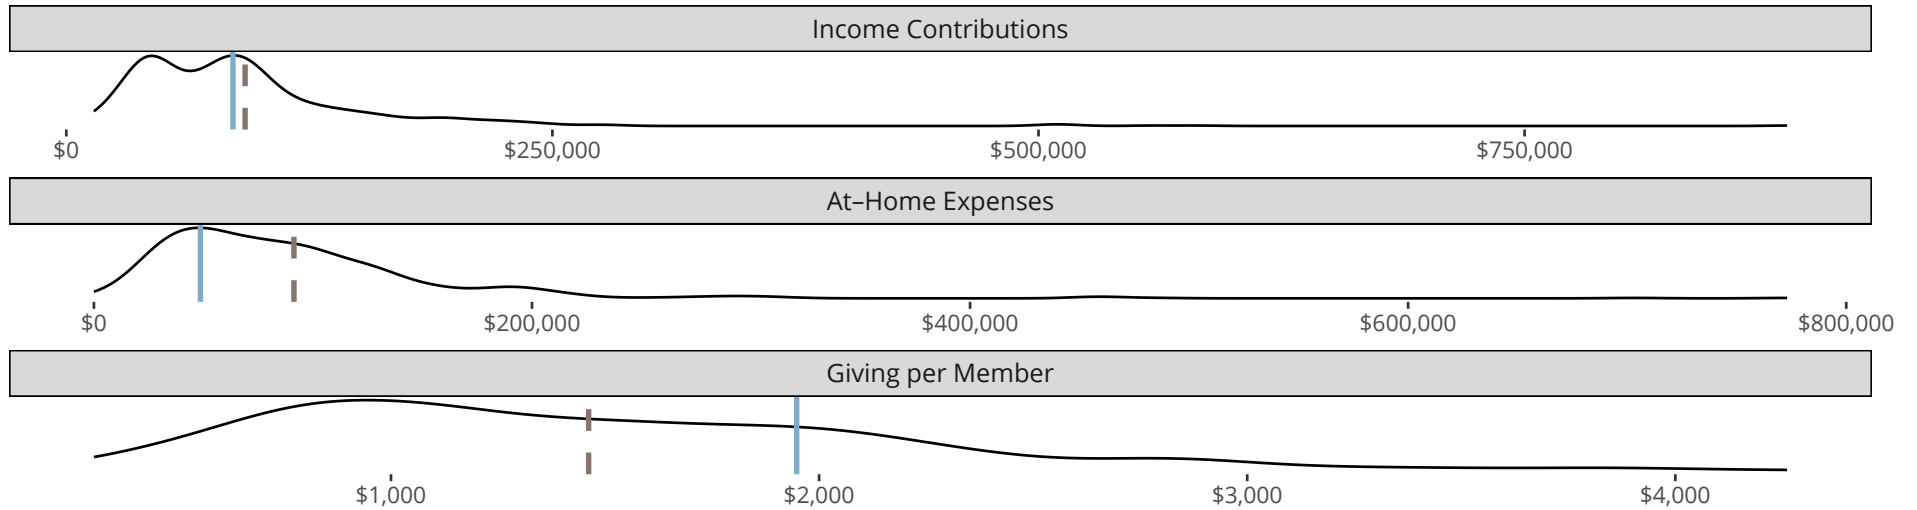 Income Contributions
$0 $250,000 $500,000 $750,000
At–Home Expenses
$0 $200,000 $400,000 $600,000 $800,000
Giving per Member
$1,000 $2,000 $3,000 $4,000